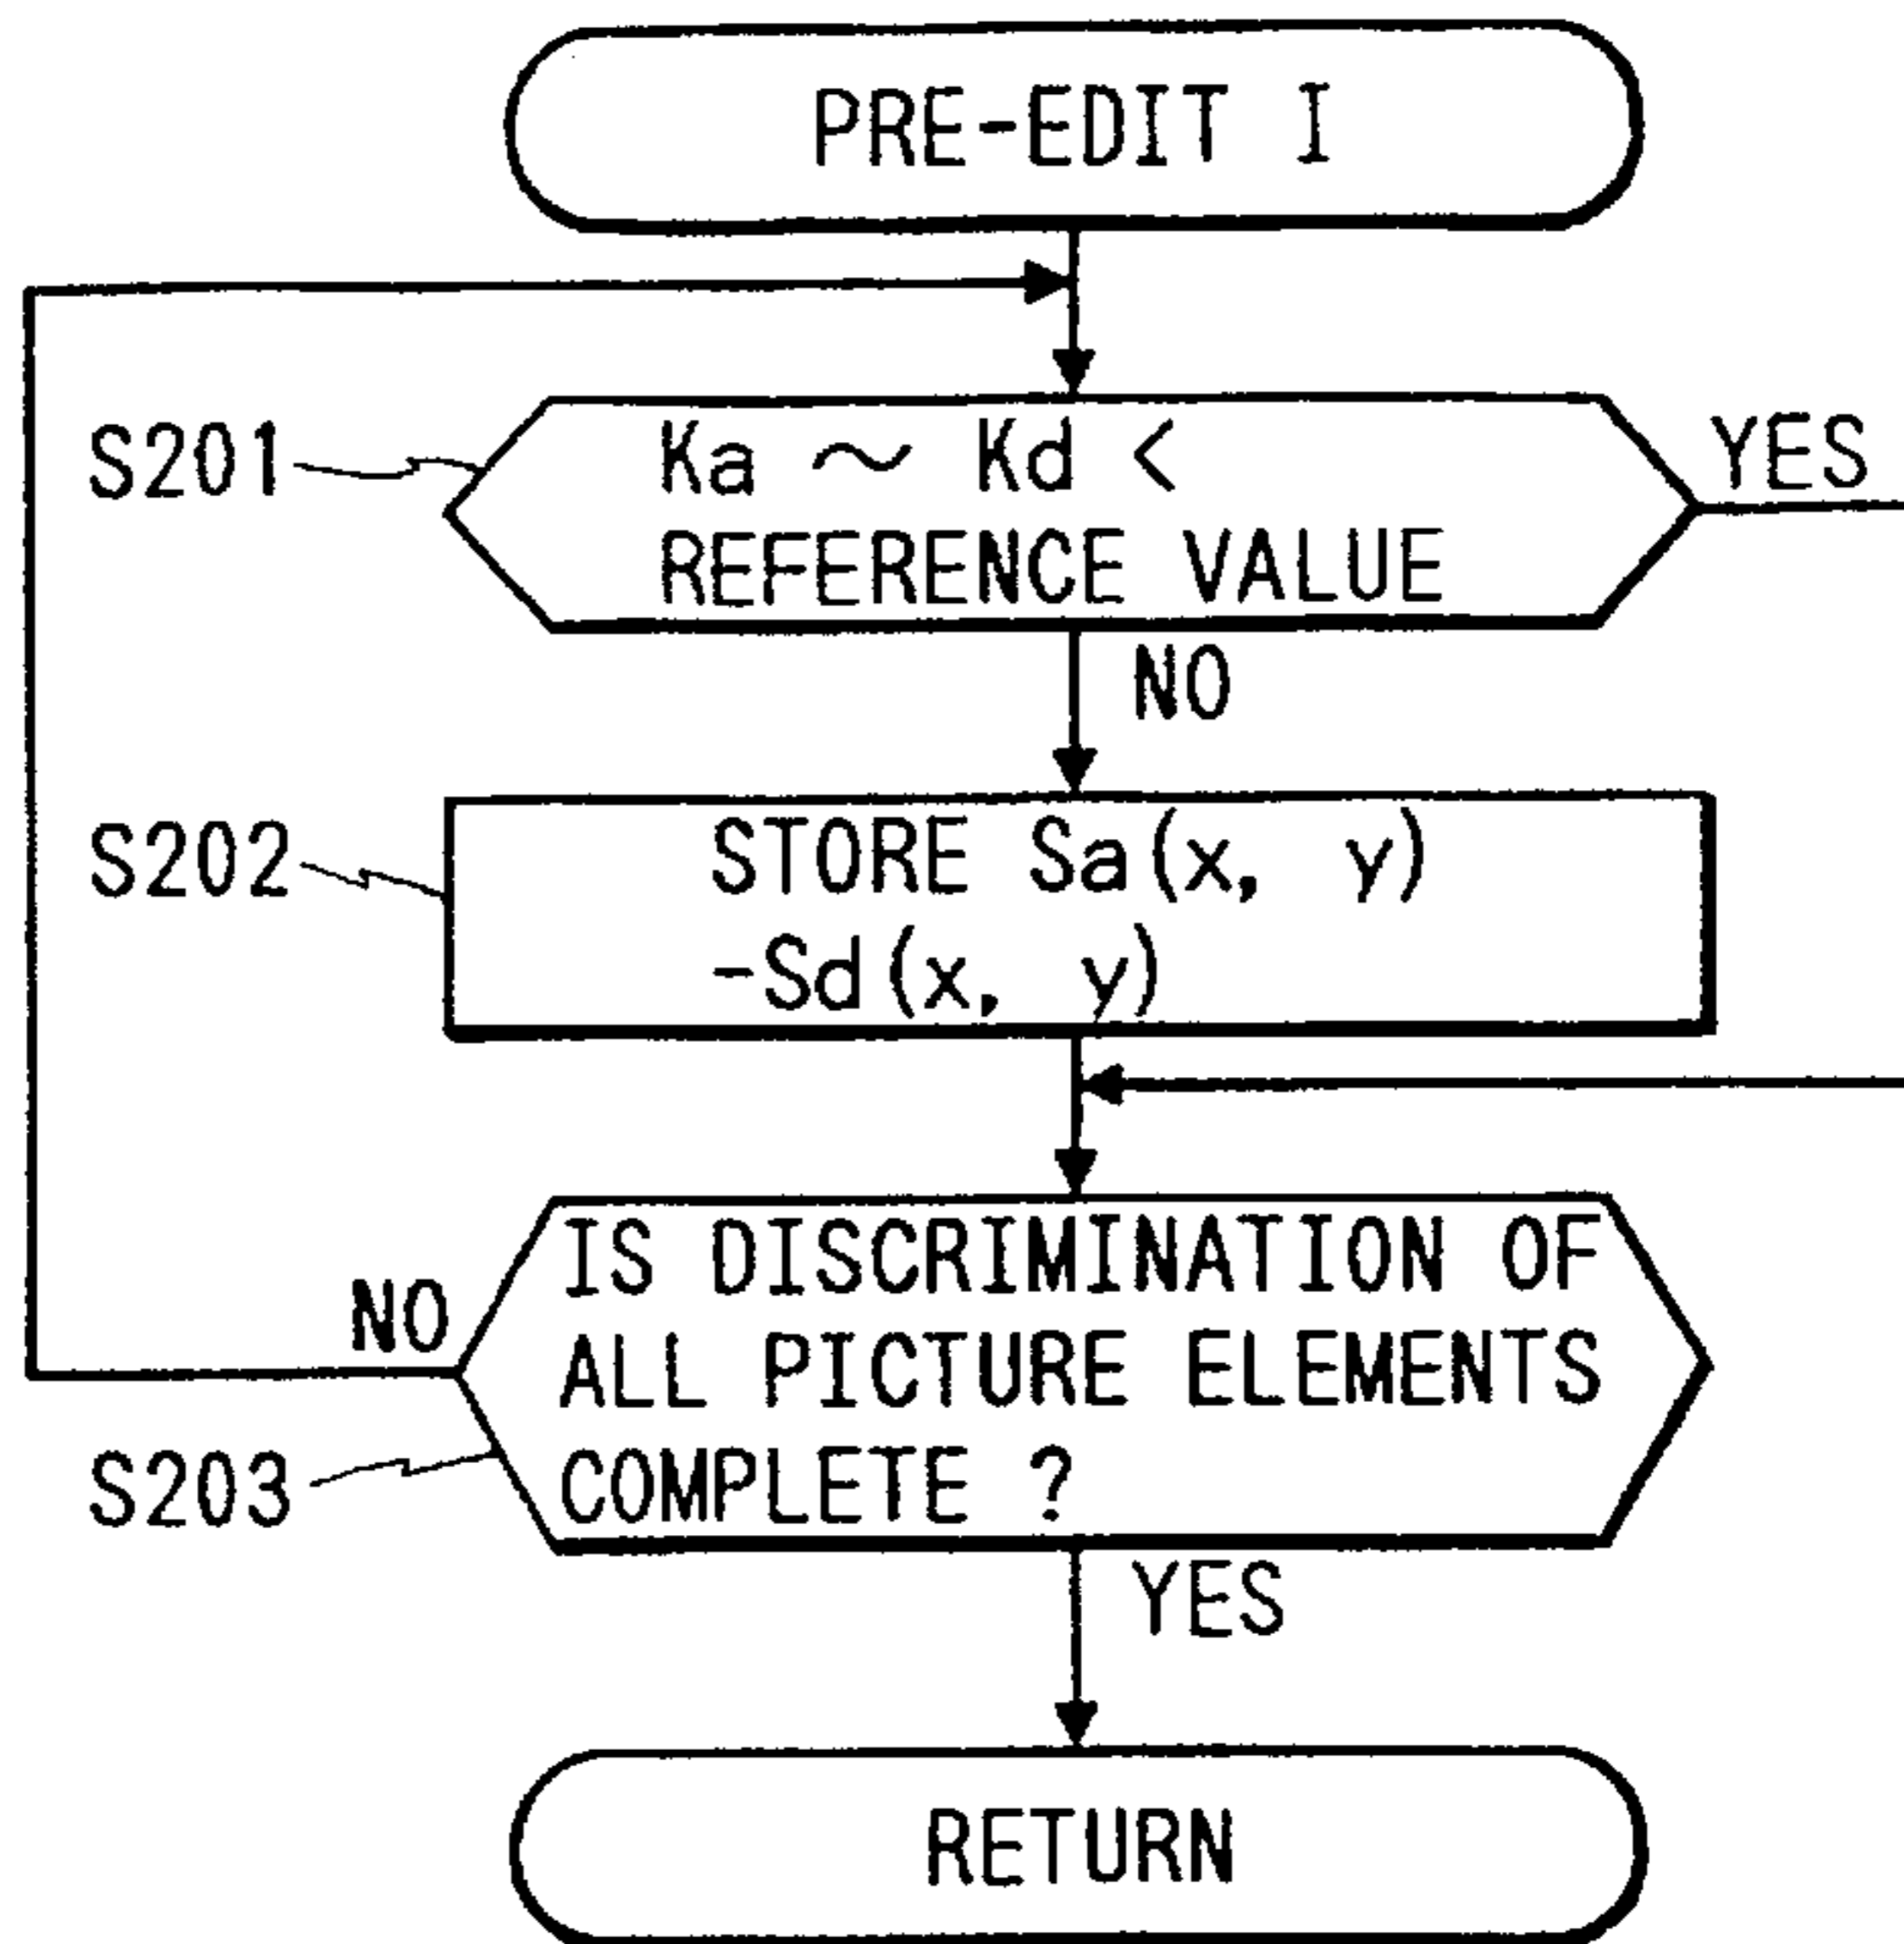 PRE-EDIT I
S201
Ka ～ Kd <
REFERENCE VALUE
YES
NO
S202
STORE Sa(x, y)
-Sd(x, y)
IS DISCRIMINATION OF
ALL PICTURE ELEMENTS
COMPLETE ?
NO
S203
YES
RETURN